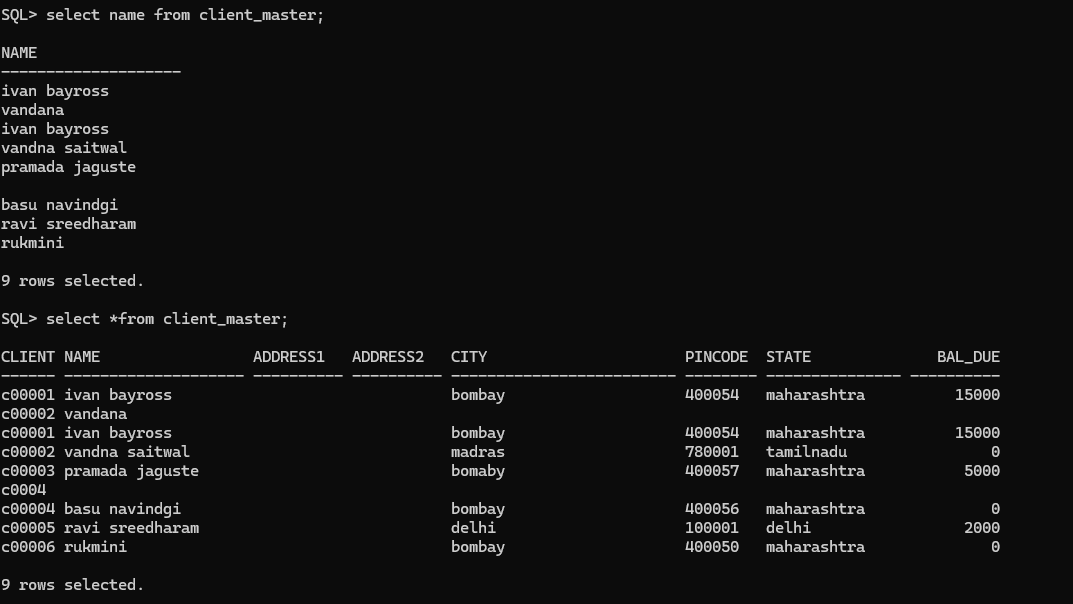 SQL> select name from client_master;
NAME
--------------------
ivan bayross
vandana
ivan bayross
vandna saitwal
pramada jaguste
basu navindgi
ravi sreedharam
rukmini
9 rows selected.
SQL> select *from client_master;
CLIENT NAME                 ADDRESS1   ADDRESS2   CITY                      PINCODE  STATE              BAL_DUE
------ -------------------- ---------- ---------- ------------------------- -------- --------------- ----------
c00001 ivan bayross                               bombay                    400054   maharashtra          15000
c00002 vandana
c00001 ivan bayross                               bombay                    400054   maharashtra          15000
c00002 vandna saitwal                             madras                    780001   tamilnadu                0
c00003 pramada jaguste                            bomaby                    400057   maharashtra           5000
c0004
c00004 basu navindgi                              bombay                    400056   maharashtra              0
c00005 ravi sreedharam                            delhi                     100001   delhi                 2000
c00006 rukmini                                    bombay                    400050   maharashtra              0
9 rows selected.